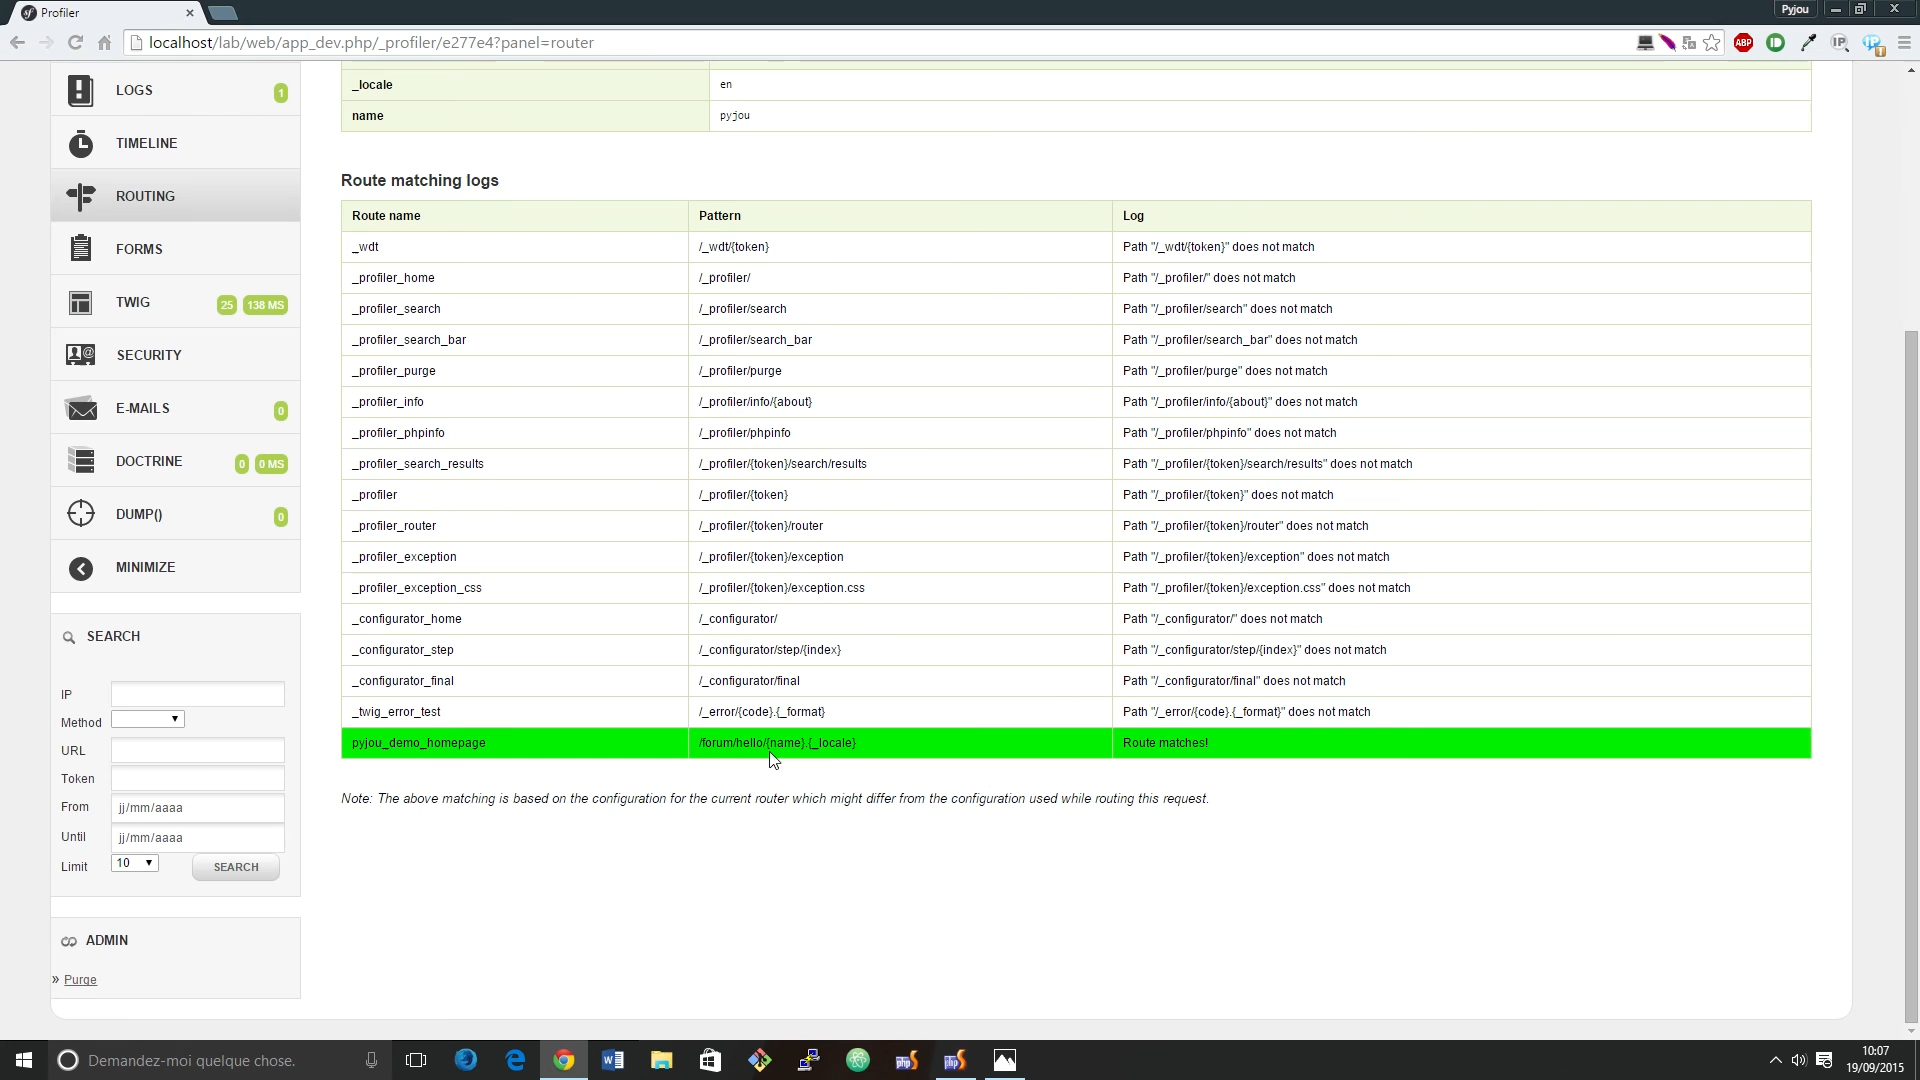 Profiler
Pyjou
localhost/lab/web/app_dev.php/_profiler/e277e4?panel=router
ABP
IP
LOGS 1
TIMELINE
ROUTING
FORMS
TWIG 25 138 MS
SECURITY
E-MAILS 0
DOCTRINE 0 0 MS
DUMP() 0
MINIMIZE
SEARCH
IP
Method
URL
Token
From jj/mm/aaaa
Until jj/mm/aaaa
Limit 10 SEARCH
ADMIN
» Purge
_locale en
name pyjou
Route matching logs
Route name Pattern Log
_wdt /_wdt/{token} Path "/_wdt/{token}" does not match
_profiler_home /_profiler/ Path "/_profiler/" does not match
_profiler_search /_profiler/search Path "/_profiler/search" does not match
_profiler_search_bar /_profiler/search_bar Path "/_profiler/search_bar" does not match
_profiler_purge /_profiler/purge Path "/_profiler/purge" does not match
_profiler_info /_profiler/info/{about} Path "/_profiler/info/{about}" does not match
_profiler_phpinfo /_profiler/phpinfo Path "/_profiler/phpinfo" does not match
_profiler_search_results /_profiler/{token}/search/results Path "/_profiler/{token}/search/results" does not match
_profiler /_profiler/{token} Path "/_profiler/{token}" does not match
_profiler_router /_profiler/{token}/router Path "/_profiler/{token}/router" does not match
_profiler_exception /_profiler/{token}/exception Path "/_profiler/{token}/exception" does not match
_profiler_exception_css /_profiler/{token}/exception.css Path "/_profiler/{token}/exception.css" does not match
_configurator_home /_configurator/ Path "/_configurator/" does not match
_configurator_step /_configurator/step/{index} Path "/_configurator/step/{index}" does not match
_configurator_final /_configurator/final Path "/_configurator/final" does not match
_twig_error_test /_error/{code}.{_format} Path "/_error/{code}.{_format}" does not match
pyjou_demo_homepage /forum/hello/{name}.{_locale} Route matches!
Note: The above matching is based on the configuration for the current router which might differ from the configuration used while routing this request.
Demandez-moi quelque chose.
10:07
19/09/2015